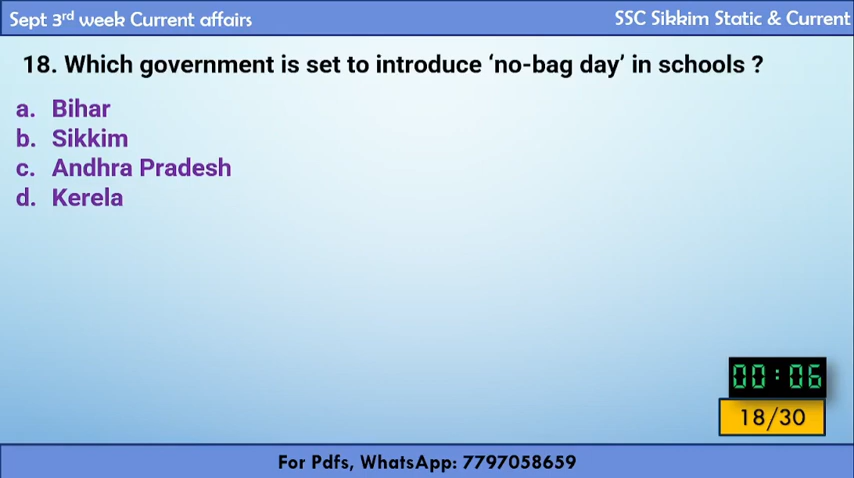 Sept 3rd week Current affairs
SSC Sikkim Static & Current
18. Which government is set to introduce ‘no-bag day’ in schools ?
a. Bihar
b. Sikkim
c. Andhra Pradesh
d. Kerela
00:06
18/30
For Pdfs, WhatsApp: 7797058659